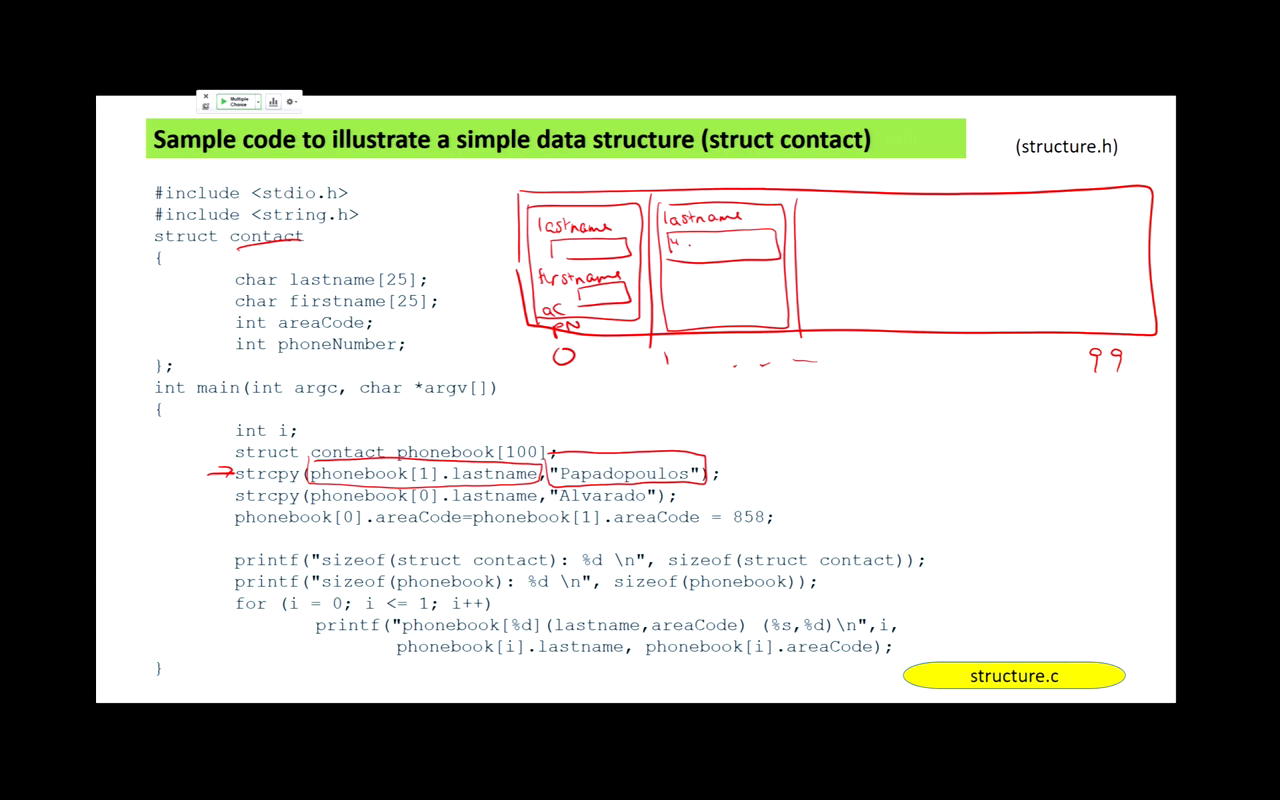 Multiple
Choice
Sample code to illustrate a simple data structure (struct contact)
(structure.h)
#include <stdio.h>
#include <string.h>
struct contact
{
char lastname[25];
char firstname[25];
int areaCode;
int phoneNumber;
};
int main(int argc, char *argv[])
{
int i;
struct contact phonebook[100];
strcpy(phonebook[1].lastname,"Papadopoulos");
strcpy(phonebook[0].lastname,"Alvarado");
phonebook[0].areaCode=phonebook[1].areaCode = 858;
printf("sizeof(struct contact): %d \n", sizeof(struct contact));
printf("sizeof(phonebook): %d \n", sizeof(phonebook));
for (i = 0; i <= 1; i++)
printf("phonebook[%d](lastname,areaCode) (%s,%d)\n",i,
phonebook[i].lastname, phonebook[i].areaCode);
}
structure.c
lastname
firstname
aC
PN
lastname
0 1 99